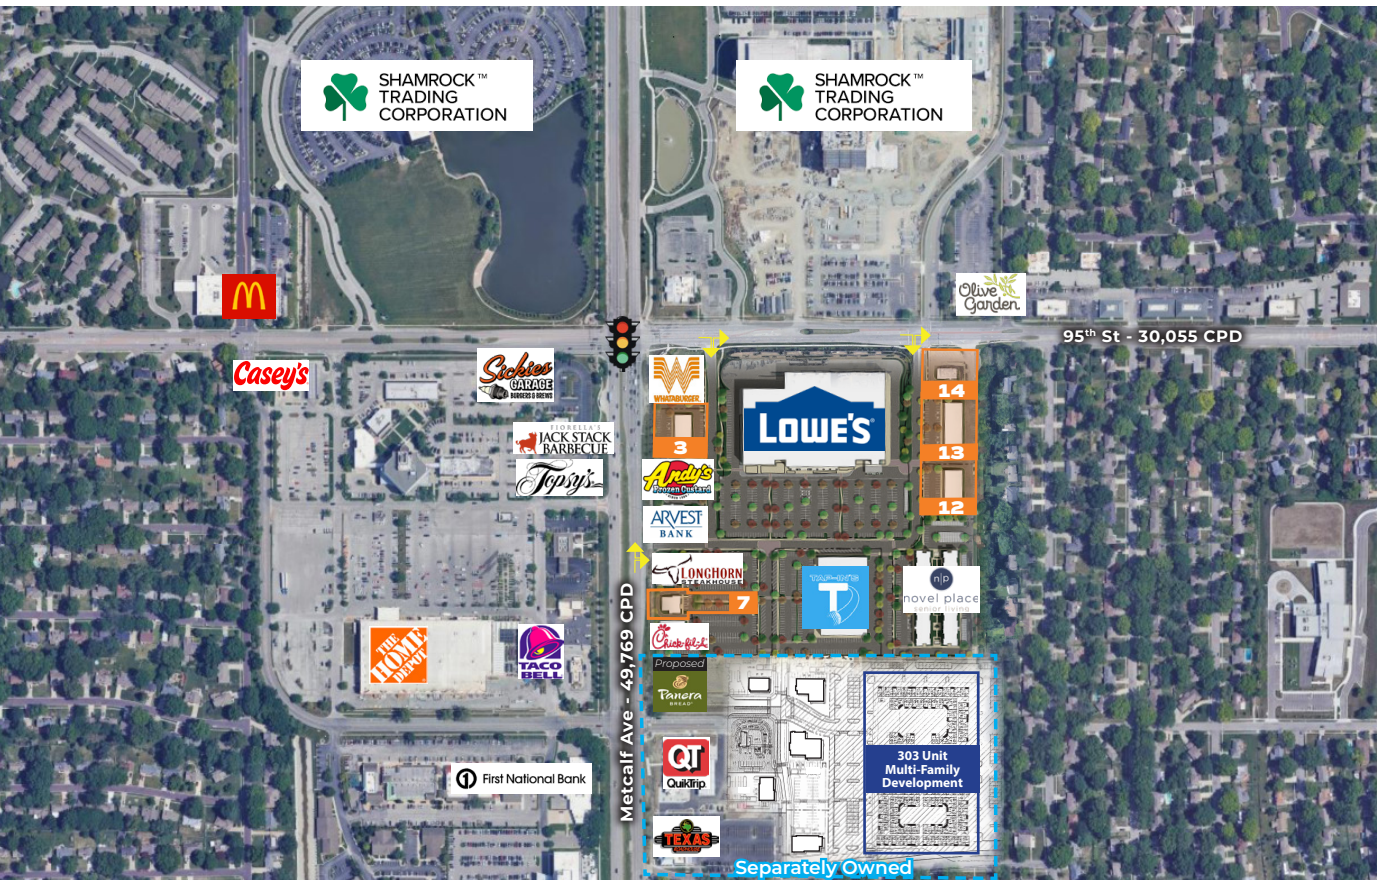 SHAMROCK™
TRADING
CORPORATION
SHAMROCK™
TRADING
CORPORATION
Olive
Garden
95th St - 30,055 CPD
Casey's
Sickies
GARAGE
BURGERS & BREWS
WHATABURGER
14
LOWE'S
3
13
FIORELLA'S
JACK STACK
BARBECUE
Topsy's
Andy's
Frozen Custard
12
ARVEST
BANK
LONGHORN
STEAKHOUSE
7
TAP-IN'S
T
n|p
novel place
senior living
Chick-fil-A
THE
HOME
DEPOT
TACO
BELL
Metcalf Ave - 49,769 CPD
Proposed
Panera
BREAD
QT
QuikTrip
303 Unit
Multi-Family
Development
1 First National Bank
TEXAS
Separately Owned